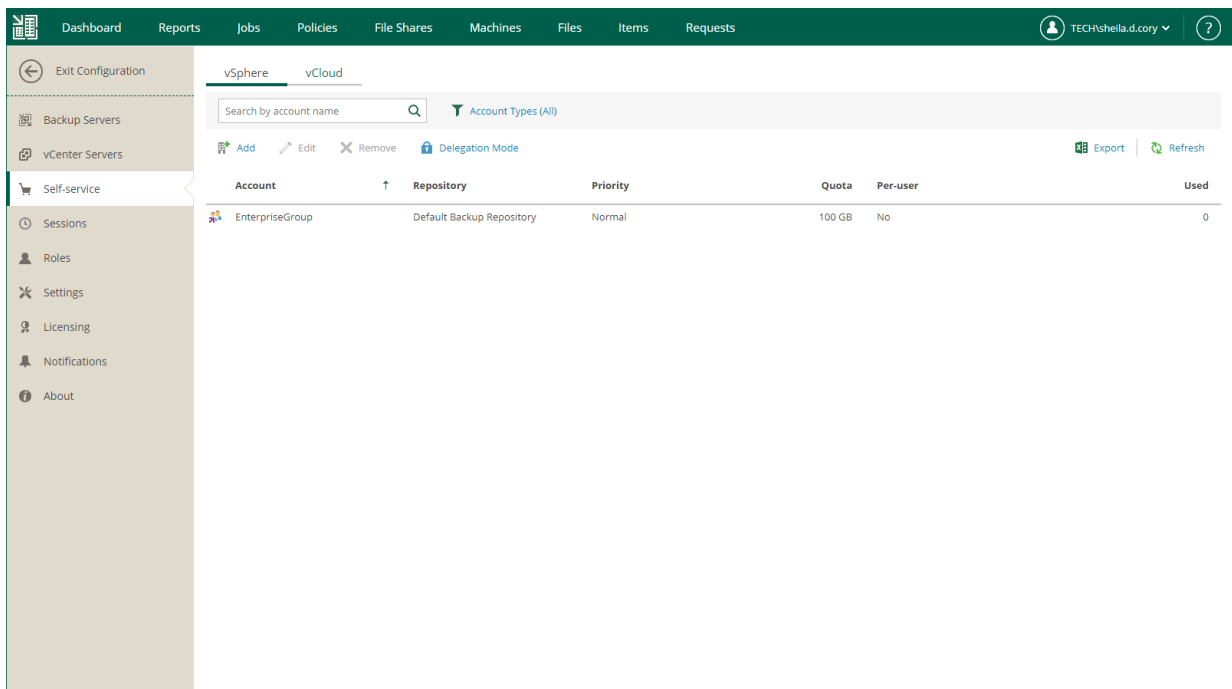 Dashboard Reports Jobs Policies File Shares Machines Files Items Requests TECH\sheila.d.cory ?
Exit Configuration
Backup Servers
vCenter Servers
Self-service
Sessions
Roles
Settings
Licensing
Notifications
About
vSphere vCloud
Search by account name Account Types (All)
Add Edit Remove Delegation Mode Export Refresh
Account ↑ Repository Priority Quota Per-user Used
EnterpriseGroup Default Backup Repository Normal 100 GB No 0